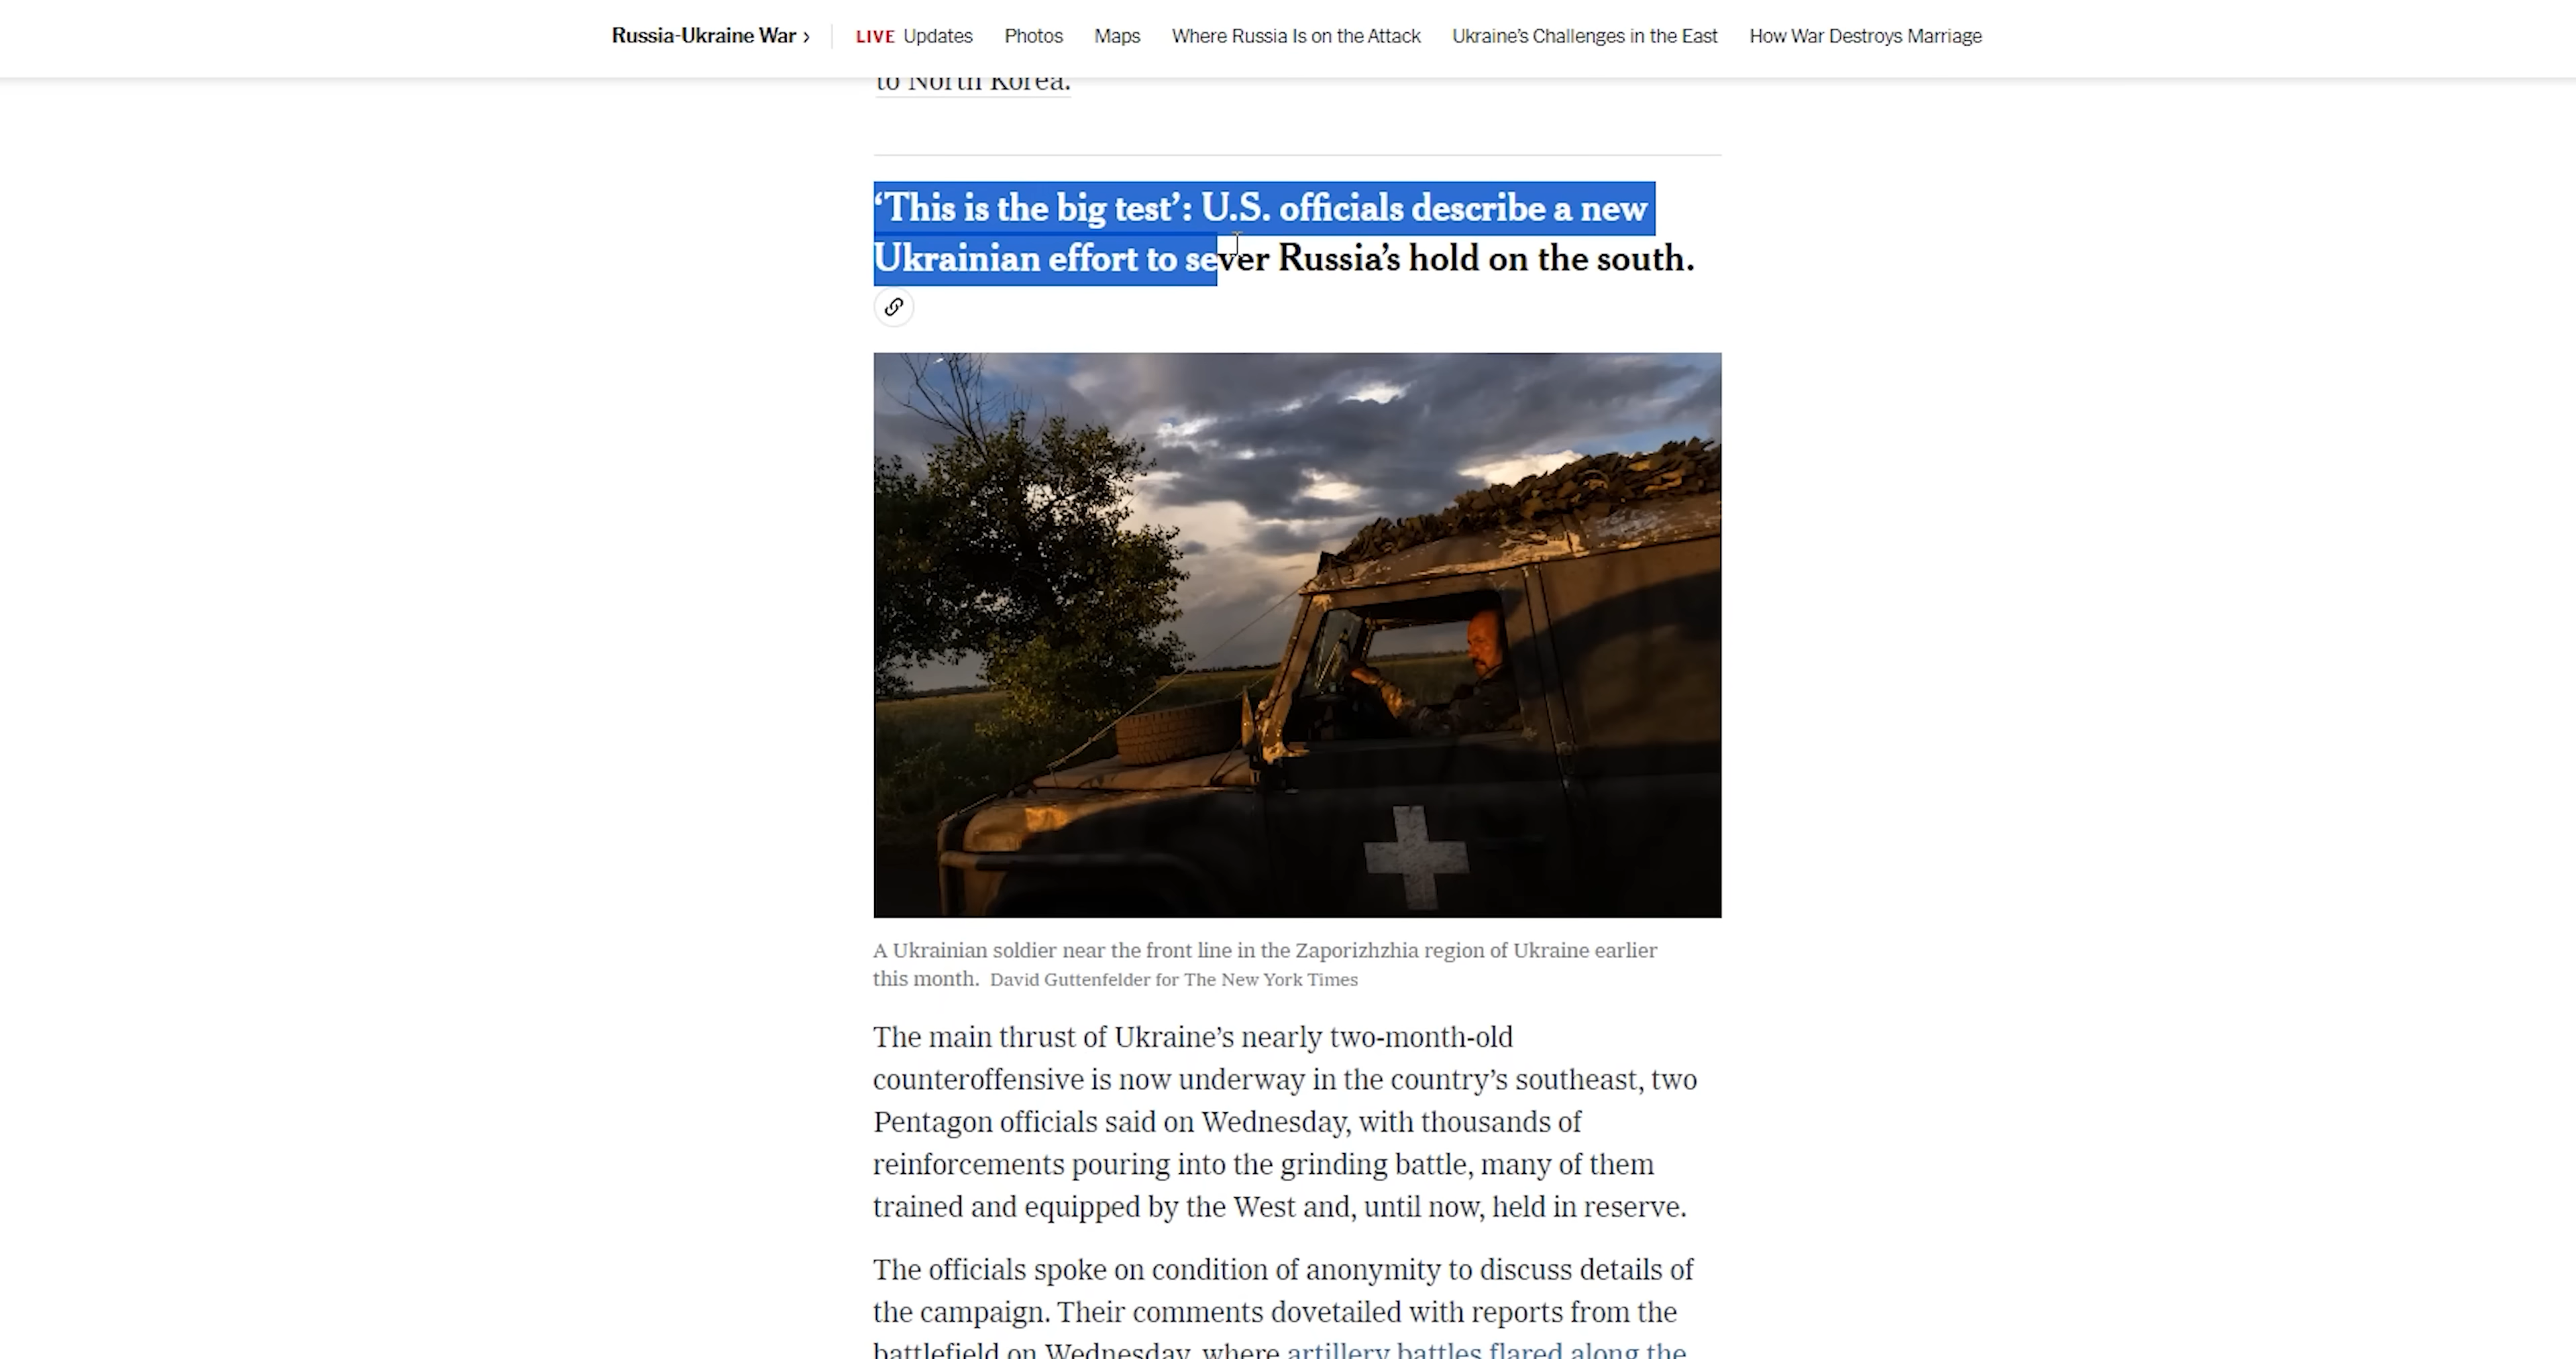 Russia-Ukraine War › LIVE Updates Photos Maps Where Russia Is on the Attack Ukraine’s Challenges in the East How War Destroys Marriage
to North Korea.
‘This is the big test’: U.S. officials describe a new
Ukrainian effort to sever Russia’s hold on the south.
A Ukrainian soldier near the front line in the Zaporizhzhia region of Ukraine earlier
this month. David Guttenfelder for The New York Times
The main thrust of Ukraine’s nearly two-month-old
counteroffensive is now underway in the country’s southeast, two
Pentagon officials said on Wednesday, with thousands of
reinforcements pouring into the grinding battle, many of them
trained and equipped by the West and, until now, held in reserve.
The officials spoke on condition of anonymity to discuss details of
the campaign. Their comments dovetailed with reports from the
battlefield on Wednesday, where artillery battles flared along the